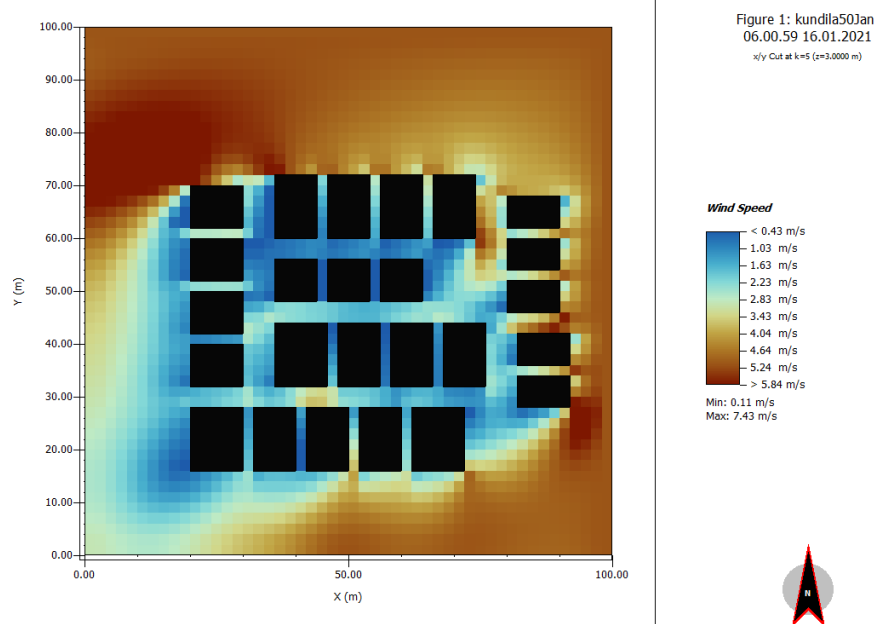 Figure 1: kundila50Jan
06.00.59 16.01.2021
x/y Cut at k=5 (z=3.0000 m)
100.00
90.00
80.00
70.00
60.00
50.00
40.00
30.00
20.00
10.00
0.00
Y (m)
0.00 50.00 100.00
X (m)
Wind Speed
< 0.43 m/s
1.03 m/s
1.63 m/s
2.23 m/s
2.83 m/s
3.43 m/s
4.04 m/s
4.64 m/s
5.24 m/s
> 5.84 m/s
Min: 0.11 m/s
Max: 7.43 m/s
N